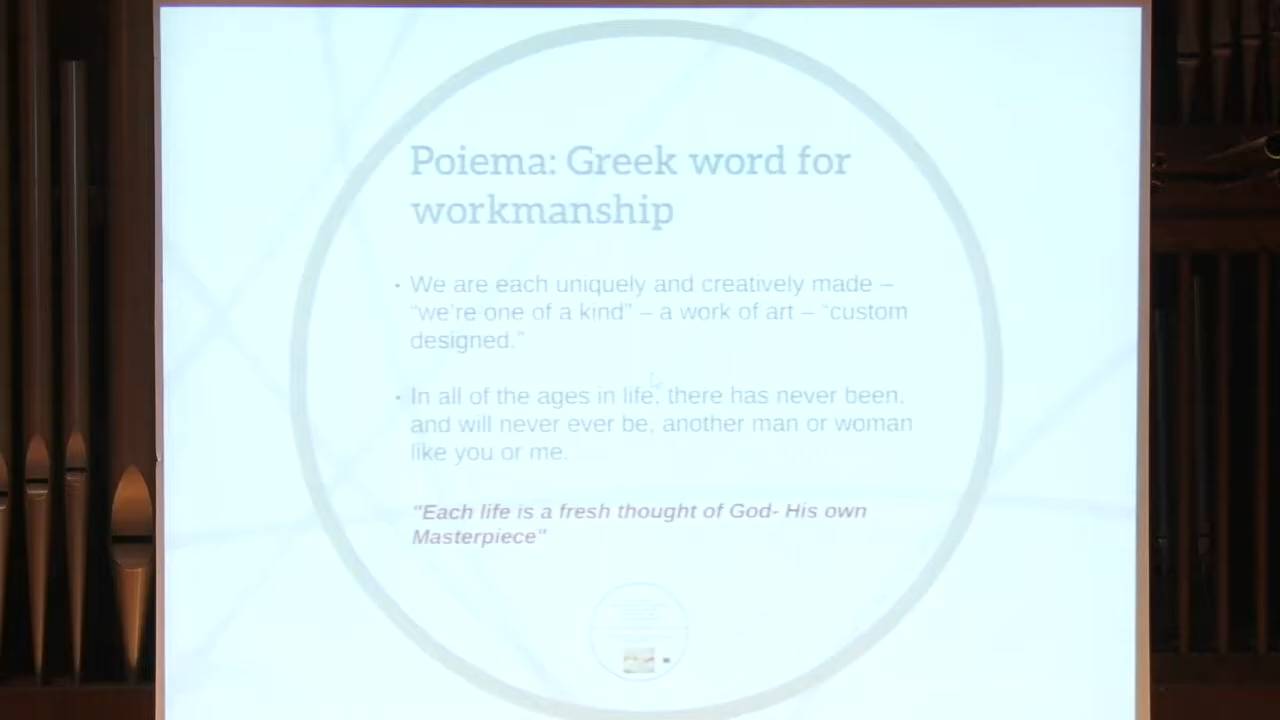 Poiema: Greek word for
workmanship
• We are each uniquely and creatively made –
“we’re one of a kind” – a work of art – “custom
designed.”
• In all of the ages in life, there has never been,
and will never ever be, another man or woman
like you or me.
"Each life is a fresh thought of God- His own
Masterpiece"